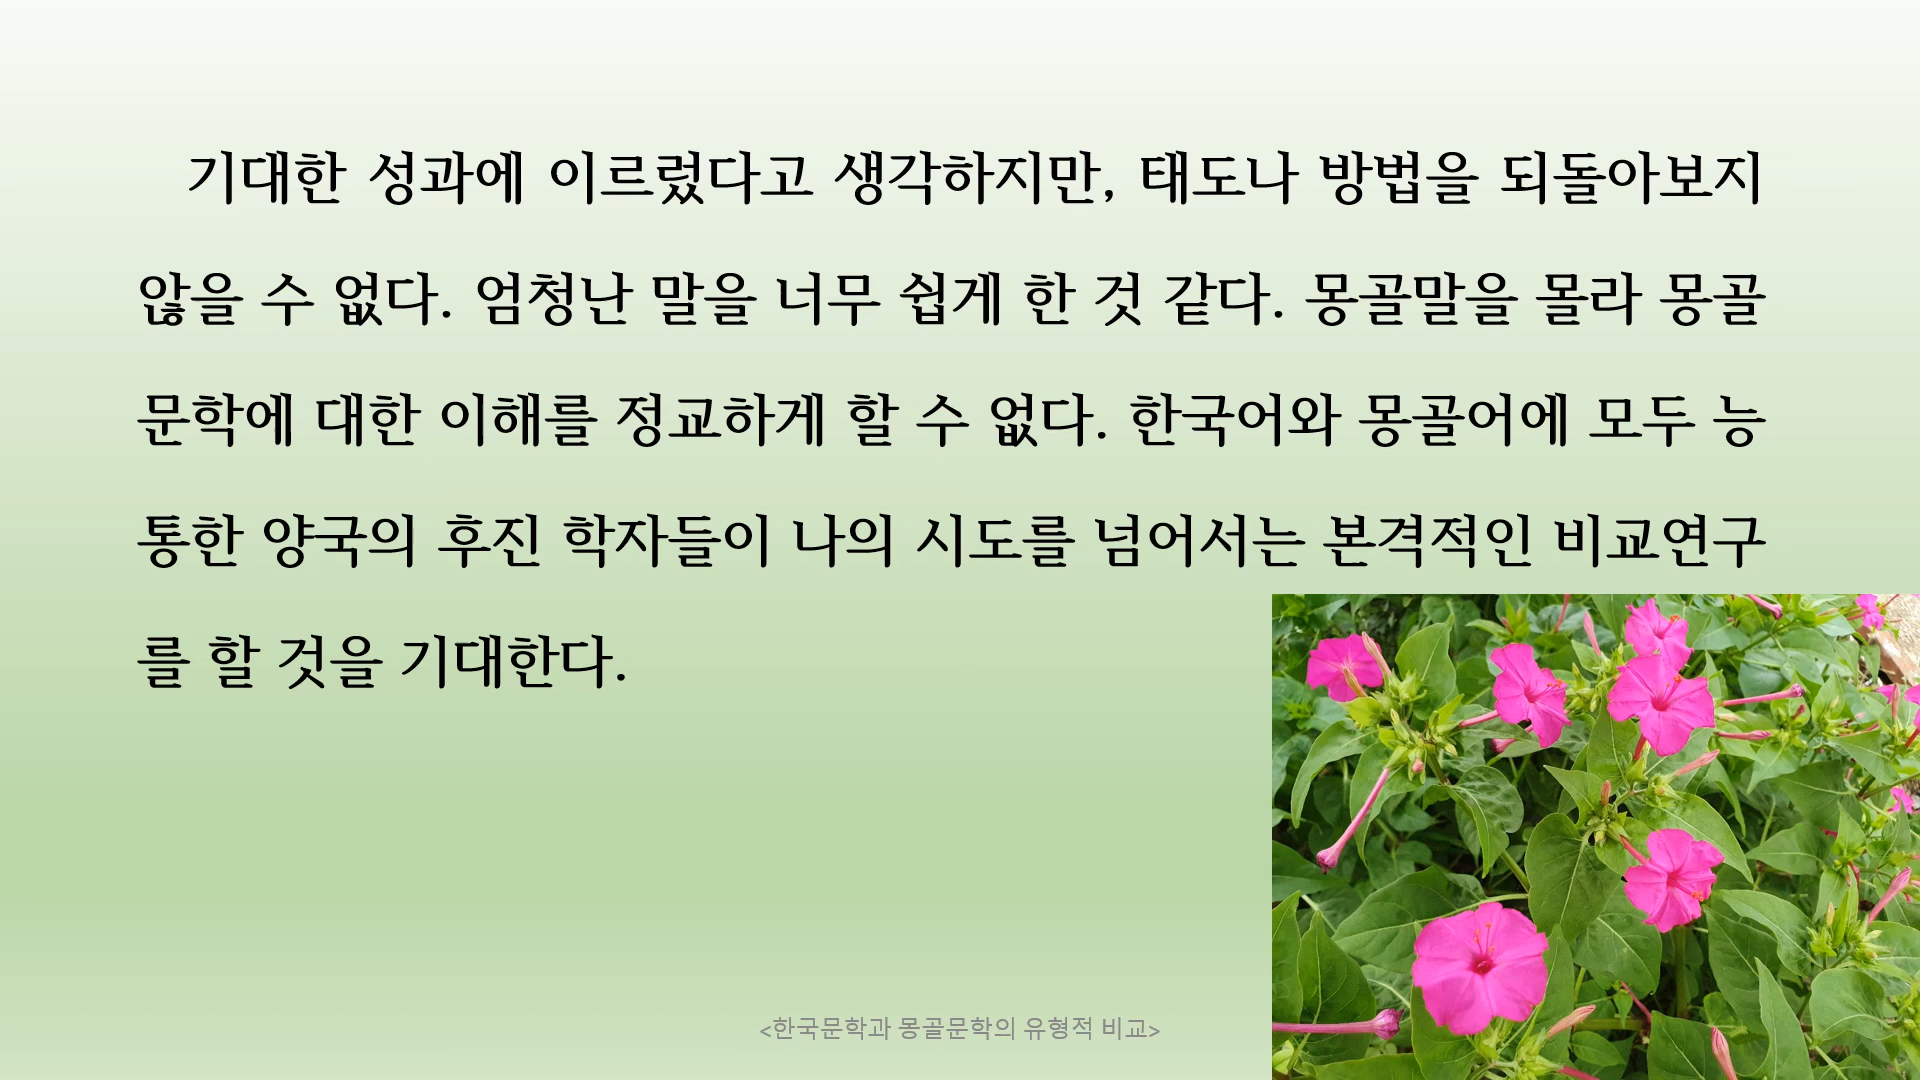 기대한 성과에 이르렀다고 생각하지만, 태도나 방법을 되돌아보지
않을 수 없다. 엄청난 말을 너무 쉽게 한 것 같다. 몽골말을 몰라 몽골
문학에 대한 이해를 정교하게 할 수 없다. 한국어와 몽골어에 모두 능
통한 양국의 후진 학자들이 나의 시도를 넘어서는 본격적인 비교연구
를 할 것을 기대한다.
<한국문학과 몽골문학의 유형적 비교>